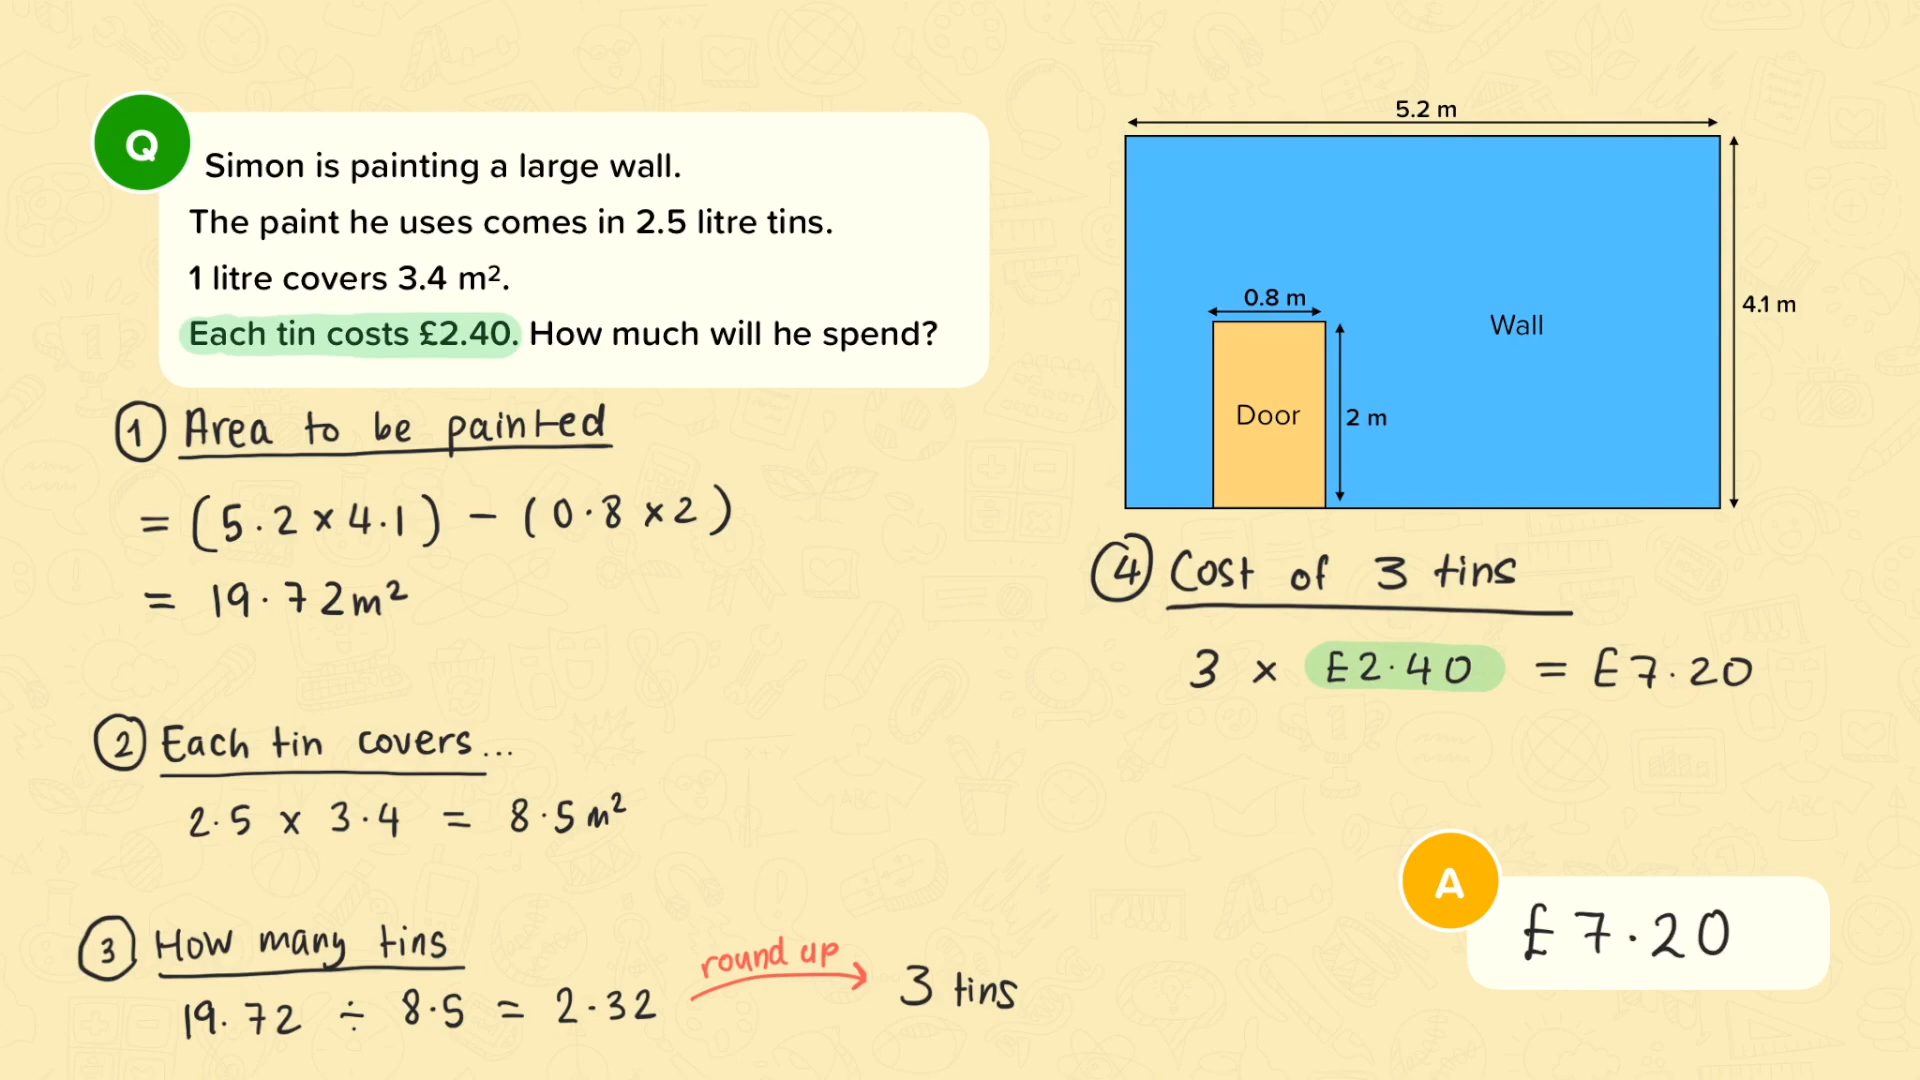 Q
Simon is painting a large wall.
The paint he uses comes in 2.5 litre tins.
1 litre covers 3.4 m².
Each tin costs £2.40. How much will he spend?
5.2 m
4.1 m
0.8 m
Wall
Door
2 m
① Area to be painted
= (5.2 × 4.1) − (0.8 × 2)
= 19.72m²
② Each tin covers...
2.5 × 3.4 = 8.5m²
③ How many tins
19.72 ÷ 8.5 = 2.32
round up
3 tins
④ Cost of 3 tins
3 × £2.40 = £7.20
A
£7.20